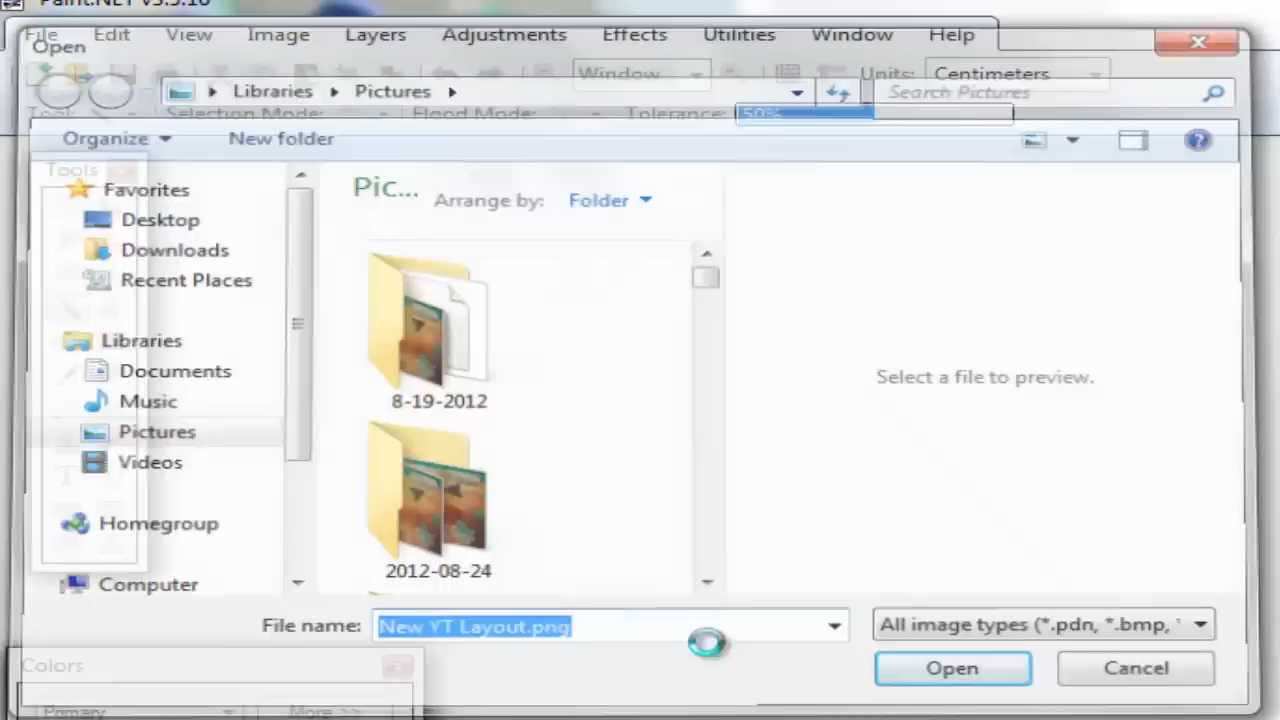 Paint.NET v3.5.10
File Edit View Image Layers Adjustments Effects Utilities Window Help
Open
Window Units: Centimeters
Libraries Pictures Search Pictures
Tool: Selection Mode: Flood Mode: Tolerance: 50%
Organize New folder
Tools
Pic... Arrange by: Folder
Favorites
Desktop
Downloads
Recent Places
Libraries
Documents
Music
Pictures
Videos
Homegroup
Computer
8-19-2012
2012-08-24
Select a file to preview.
File name: New YT Layout.png All image types (*.pdn, *.bmp, 
Open Cancel
Colors
Primary More >>